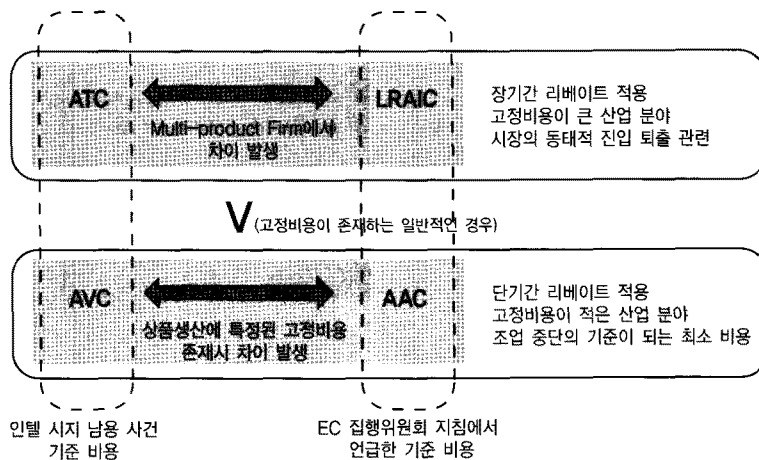 ATC
LRAIC
Multi-product Firm에서
차이 발생
장기간 리베이트 적용
고정비용이 큰 산업 분야
시장의 동태적 진입 퇴출 관련
V (고정비용이 존재하는 일반적인 경우)
AVC
AAC
상품생산에 특정된 고정비용
존재시 차이 발생
단기간 리베이트 적용
고정비용이 적은 산업 분야
조업 중단의 기준이 되는 최소 비용
인텔 시지 남용 사건
기준 비용
EC 집행위원회 지침에서
언급한 기준 비용